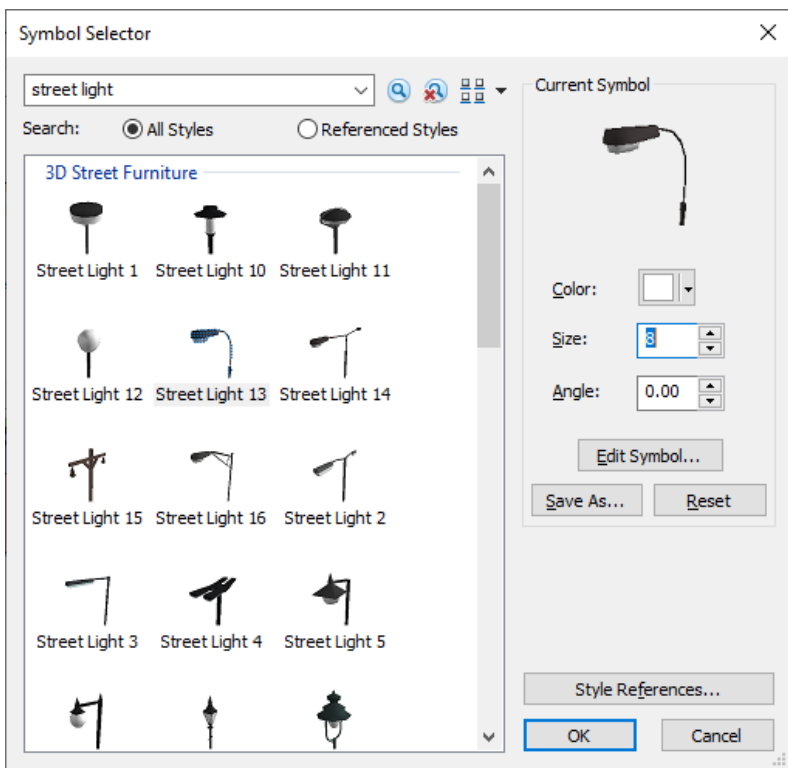 Symbol Selector
street light
Search: All Styles Referenced Styles
3D Street Furniture
Street Light 1 Street Light 10 Street Light 11
Street Light 12 Street Light 13 Street Light 14
Street Light 15 Street Light 16 Street Light 2
Street Light 3 Street Light 4 Street Light 5
Current Symbol
Color:
Size: 8
Angle: 0.00
Edit Symbol...
Save As... Reset
Style References...
OK Cancel